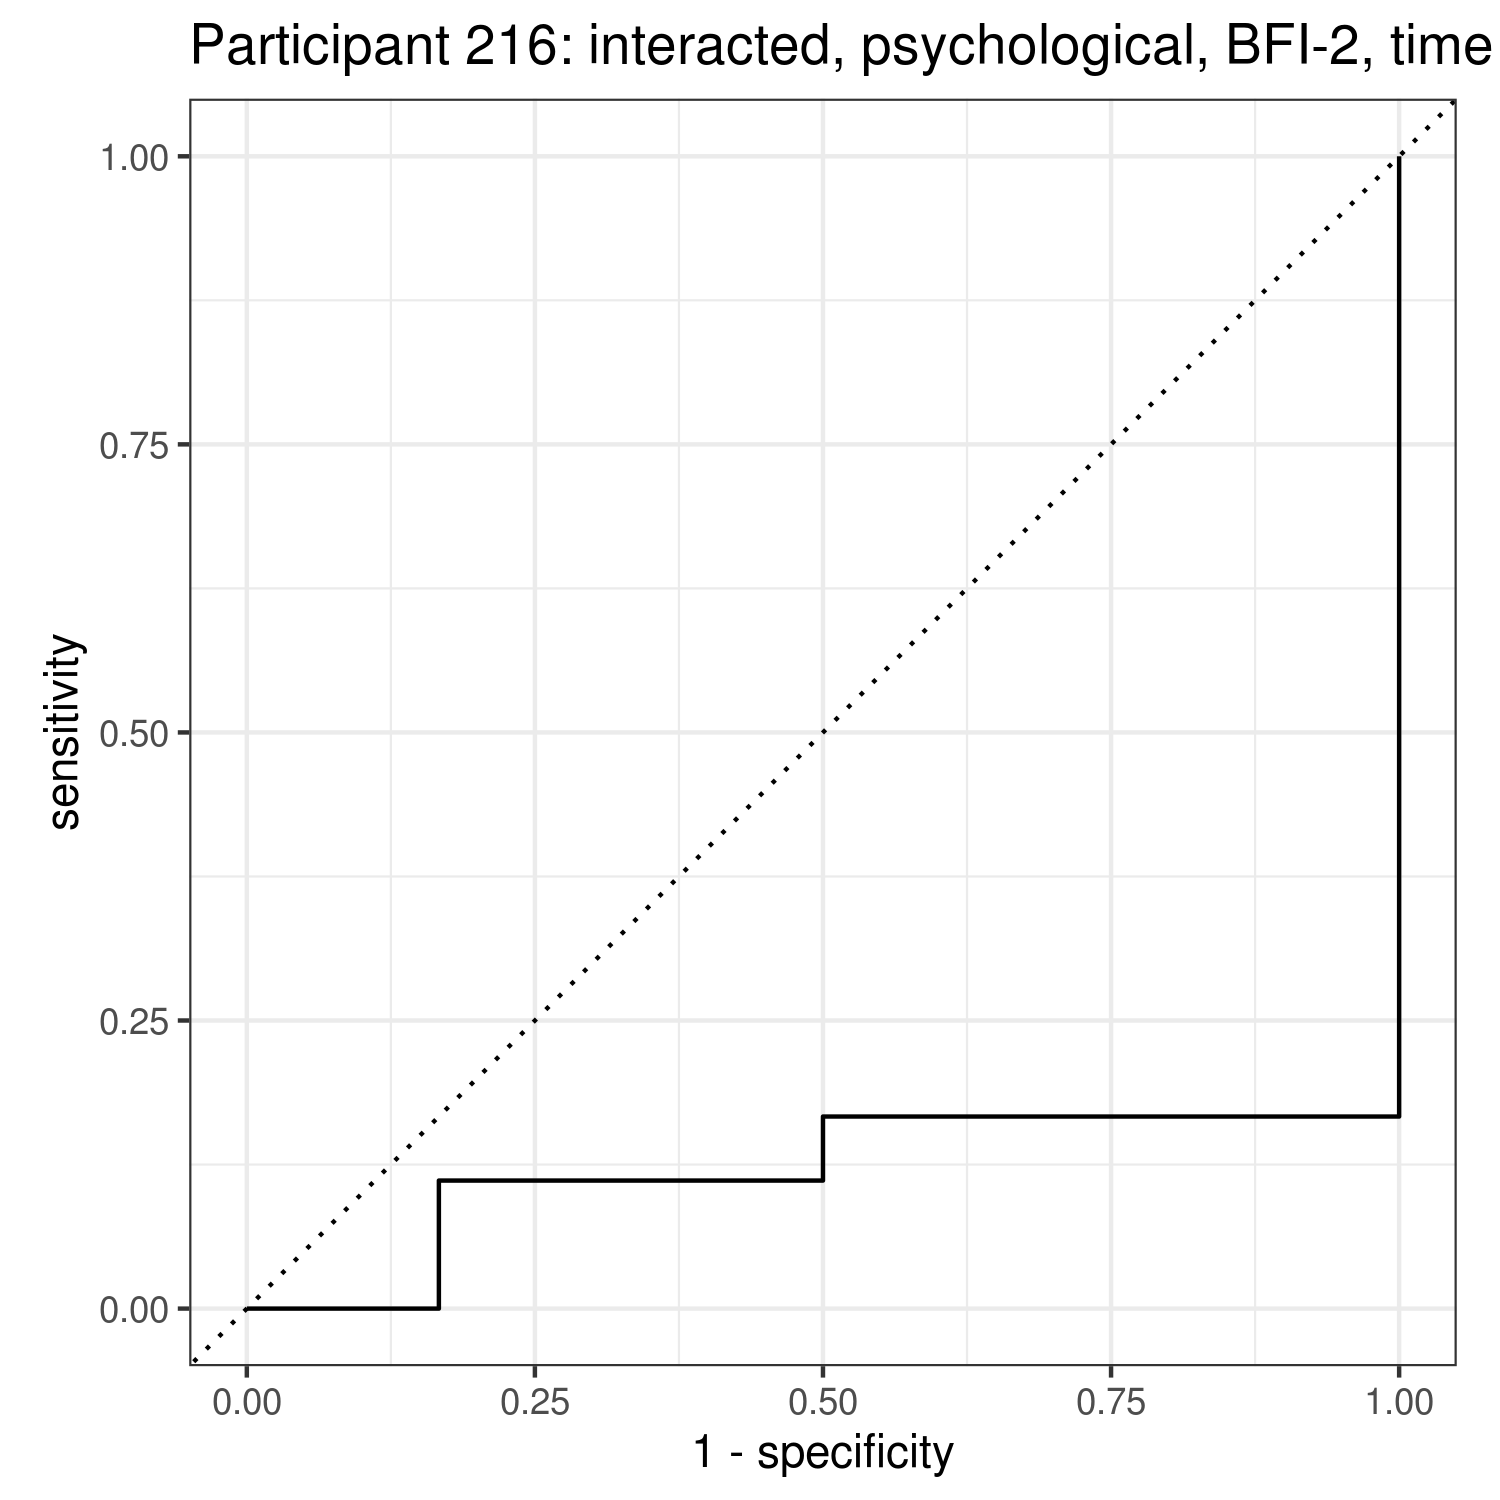 Participant 216: interacted, psychological, BFI-2, time
1.00
0.75
0.50
0.25
0.00
sensitivity
0.00 0.25 0.50 0.75 1.00
1 - specificity